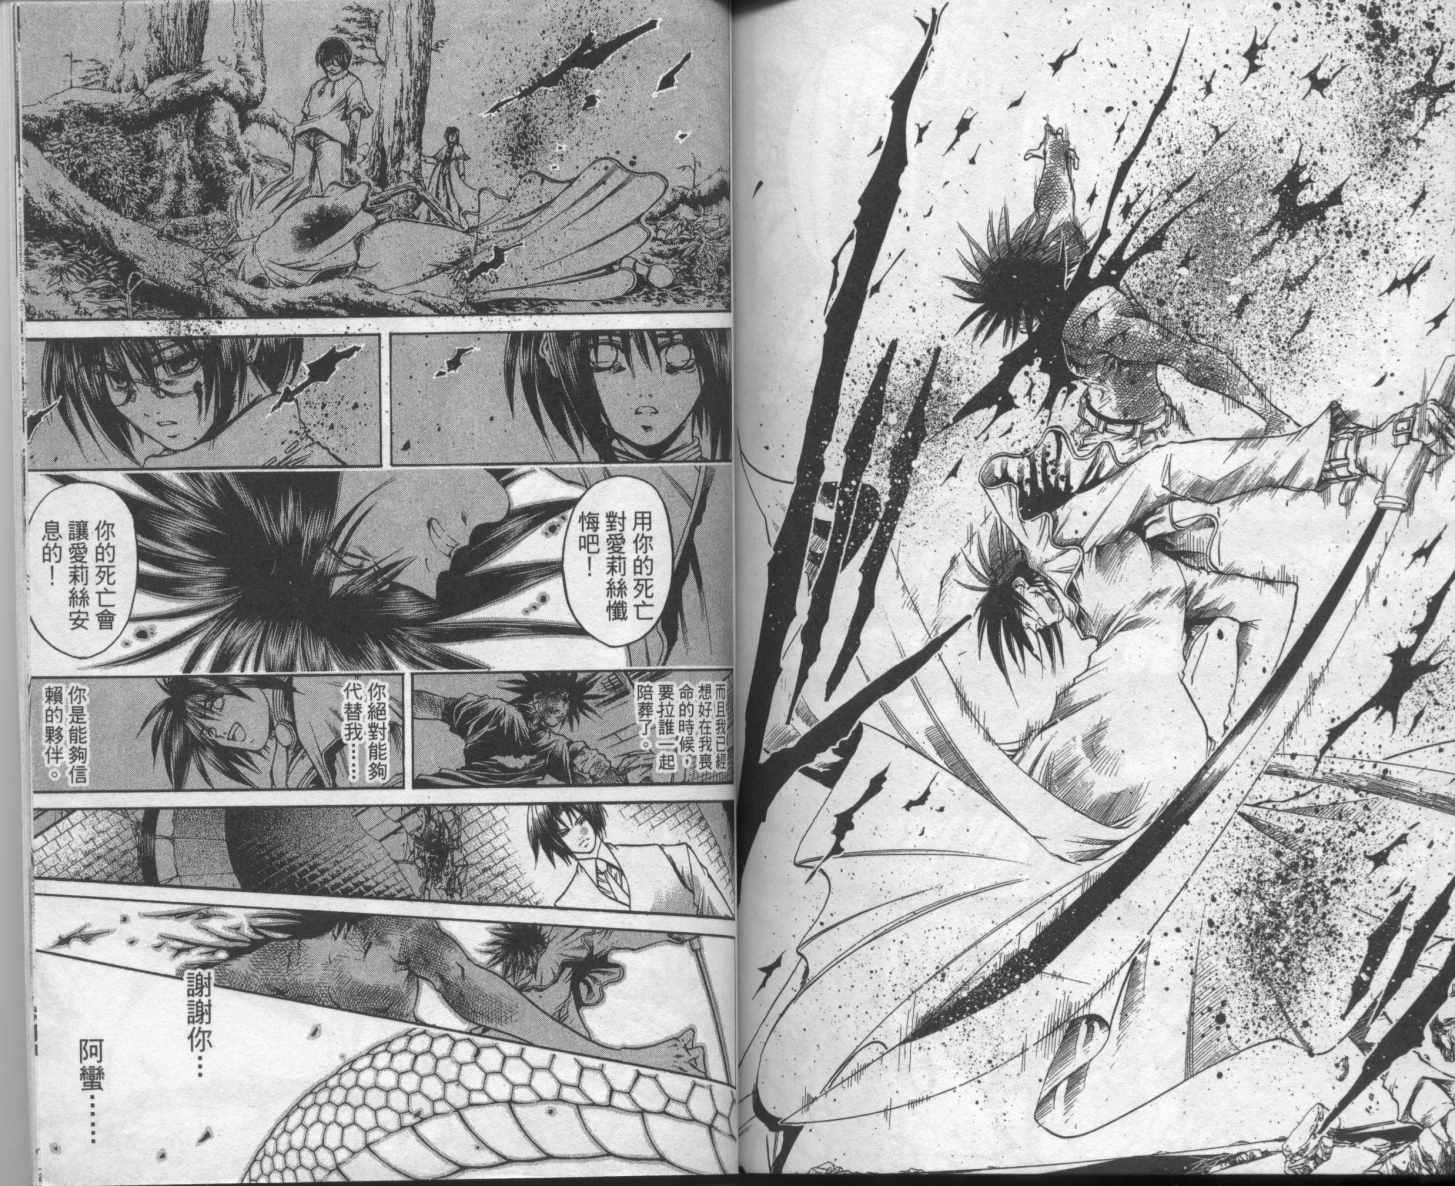 用你的死亡
對愛莉絲懺
悔吧！
你的死亡會
讓愛莉絲安
息的！
而且我已經
想好在我喪
命的時候，
要拉誰一起
陪葬了。
你絕對能夠
代替我……
你是能夠信
賴的夥伴。
謝謝你…
阿蠻……